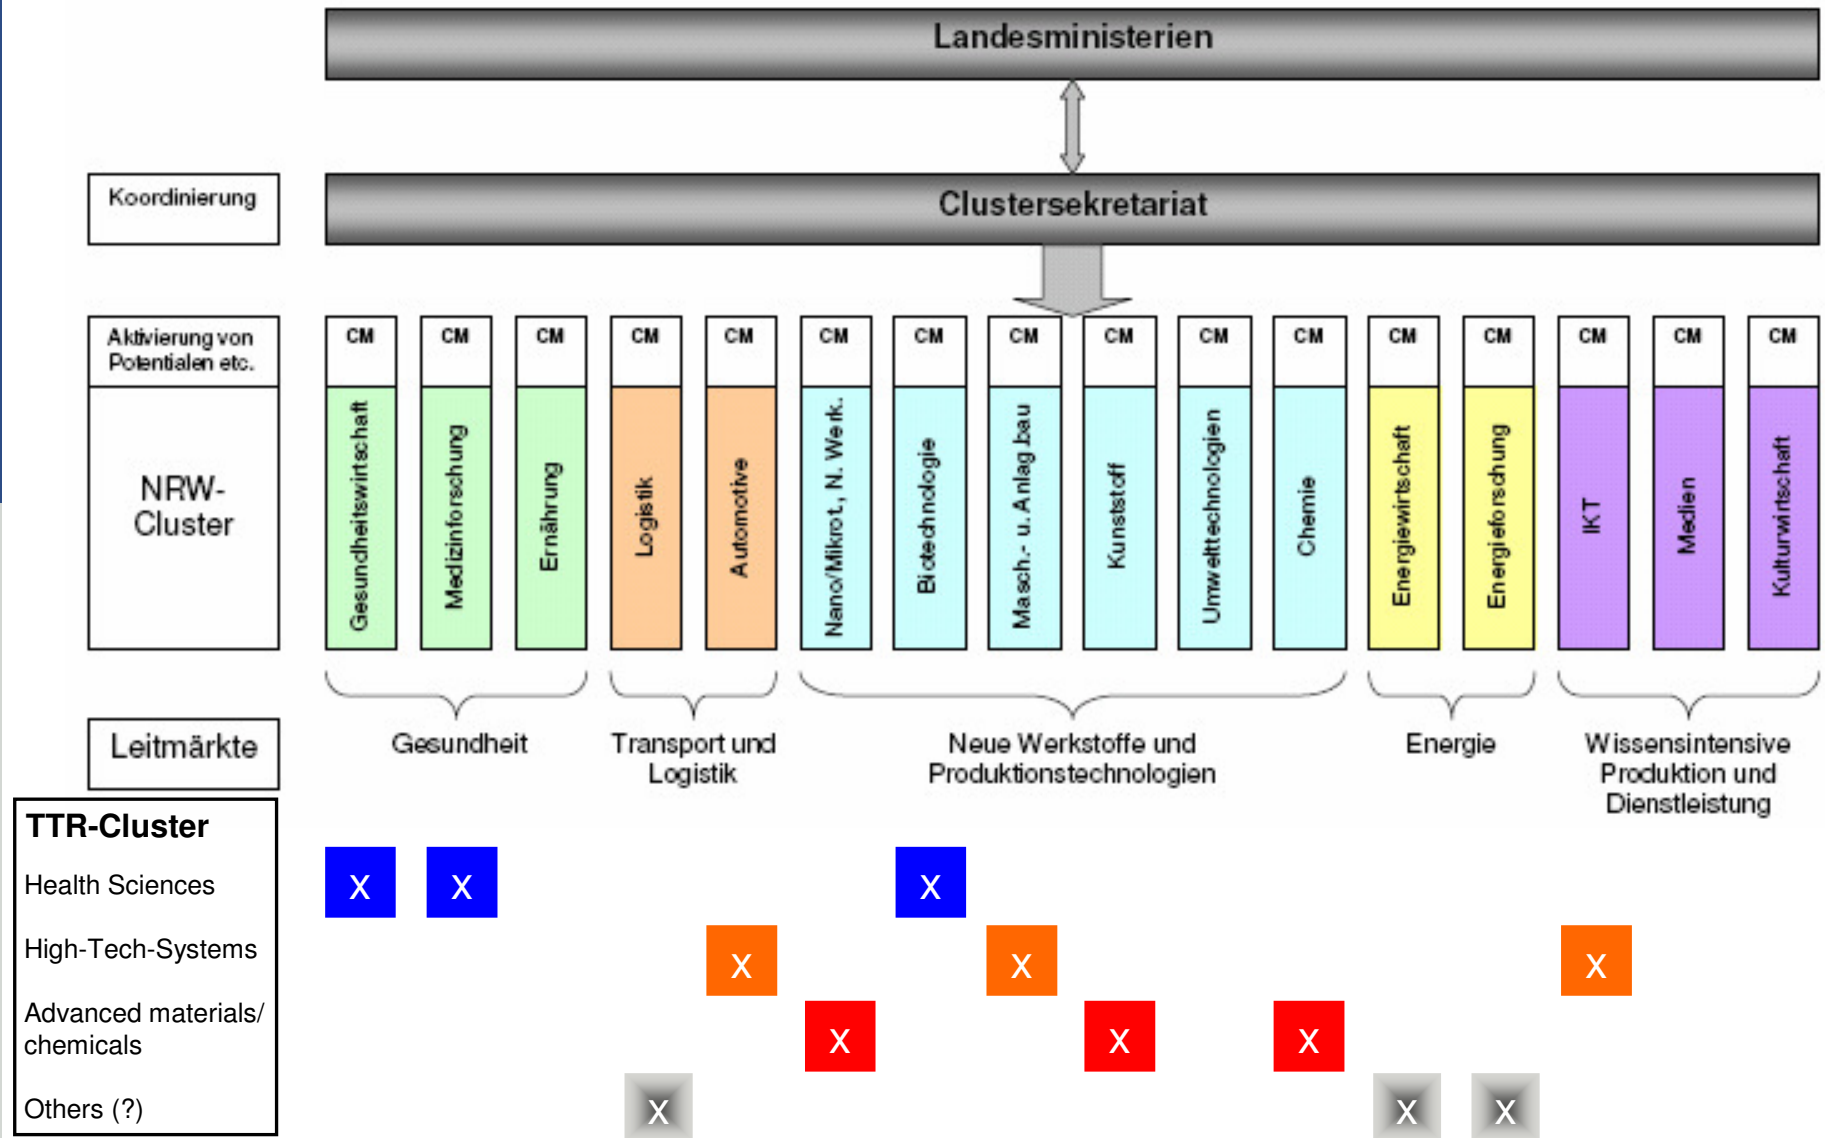 Landesministerien
Koordinierung
Clustersekretariat
Aktivierung von
Potentialen etc.
CM CM CM CM CM CM CM CM CM CM CM CM CM CM CM CM
NRW-
Cluster
Gesundheitswirtschaft
Medizinforschung
Ernährung
Logistik
Automotive
Nano/Mikrot., N. Werk.
Biotechnologie
Masch.- u. Anlag.bau
Kunststoff
Umwelttechnologien
Chemie
Energiewirtschaft
Energieforschung
IKT
Medien
Kulturwirtschaft
Leitmärkte
Gesundheit
Transport und
Logistik
Neue Werkstoffe und
Produktionstechnologien
Energie
Wissensintensive
Produktion und
Dienstleistung
TTR-Cluster
Health Sciences
X X X
High-Tech-Systems
X X X
Advanced materials/
chemicals
X X X
Others (?)
X X X